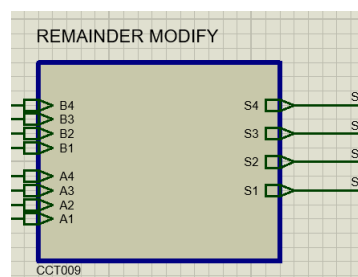 REMAINDER MODIFY
B4
B3
B2
B1
A4
A3
A2
A1
S4
S3
S2
S1
S
S
S
S
CCT009